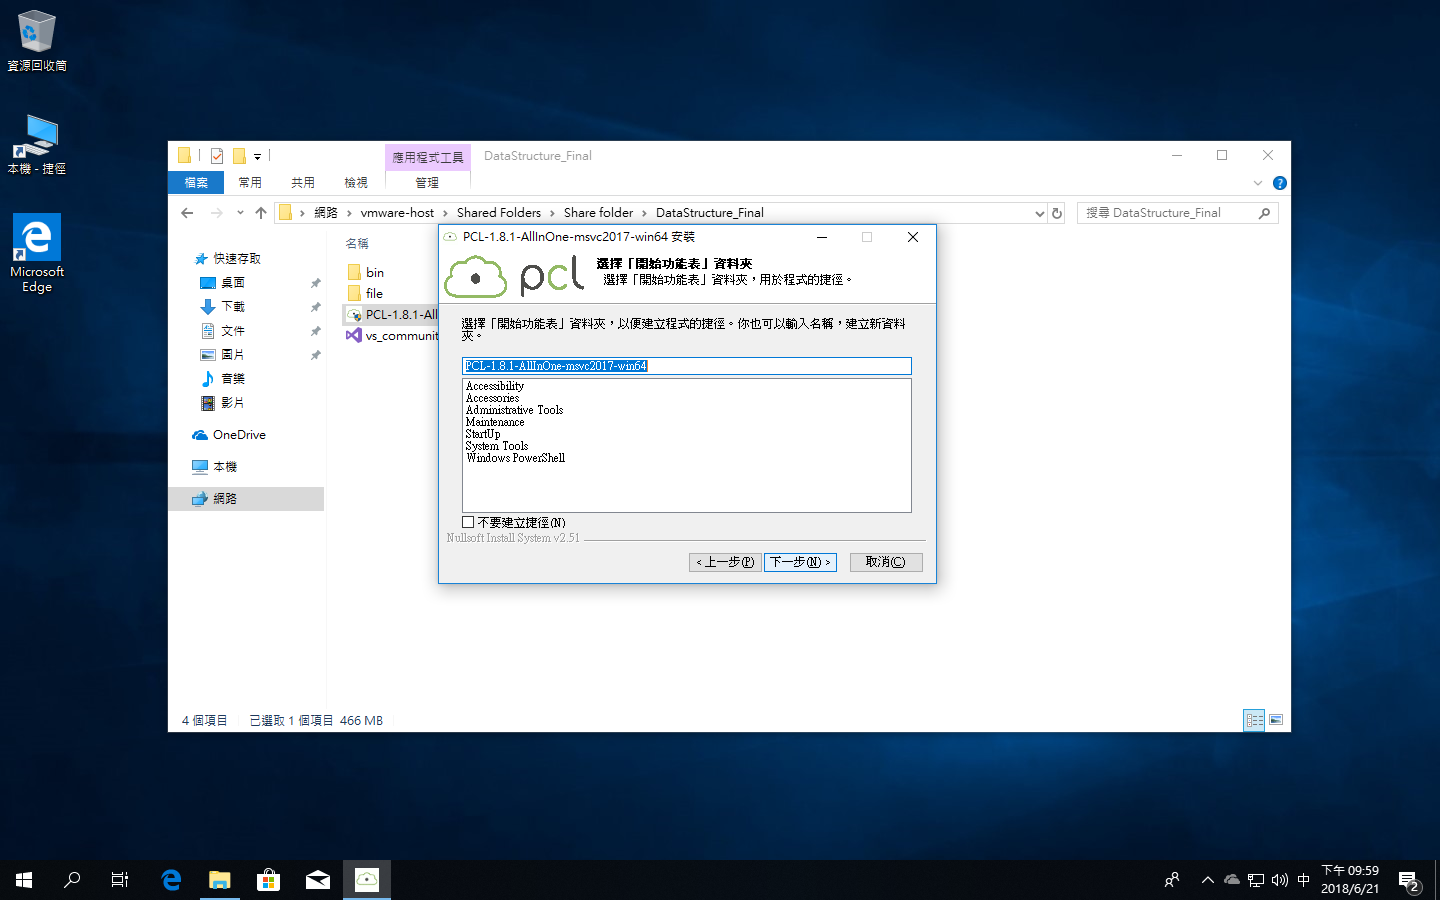 資源回收筒
本機 - 捷徑
Microsoft
Edge
應用程式工具
DataStructure_Final
檔案
常用
共用
檢視
管理
網路
vmware-host
Shared Folders
Share folder
DataStructure_Final
搜尋 DataStructure_Final
快速存取
桌面
下載
文件
圖片
音樂
影片
OneDrive
本機
網路
名稱
bin
file
PCL-1.8.1-All
vs_communit
PCL-1.8.1-AllInOne-msvc2017-win64 安裝
pcl
選擇「開始功能表」資料夾
選擇「開始功能表」資料夾，用於程式的捷徑。
選擇「開始功能表」資料夾，以便建立程式的捷徑。你也可以輸入名稱，建立新資料
夾。
PCL-1.8.1-AllInOne-msvc2017-win64
Accessibility
Accessories
Administrative Tools
Maintenance
StartUp
System Tools
Windows PowerShell
不要建立捷徑(N)
Nullsoft Install System v2.51
< 上一步(P)
下一步(N) >
取消(C)
4 個項目
已選取 1 個項目 466 MB
中
下午 09:59
2018/6/21
2